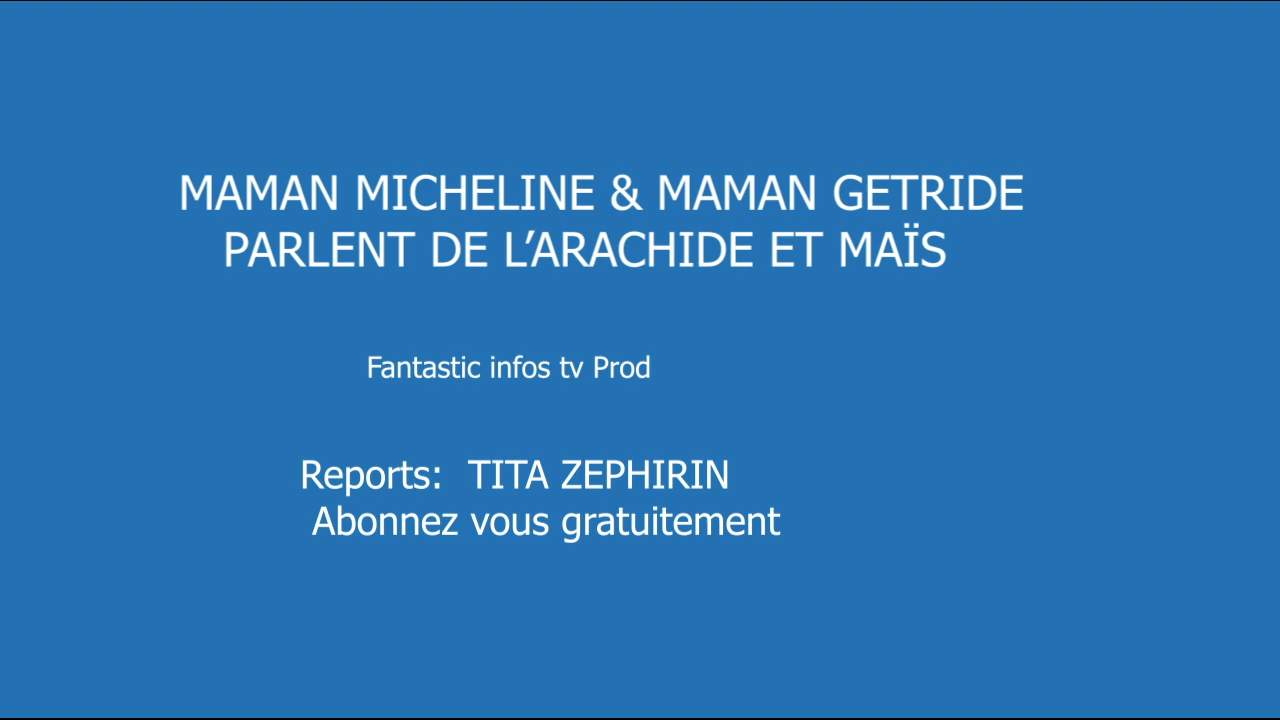 MAMAN MICHELINE & MAMAN GETRIDE
PARLENT DE L’ARACHIDE ET MAÏS
Fantastic infos tv Prod
Reports: TITA ZEPHIRIN
Abonnez vous gratuitement